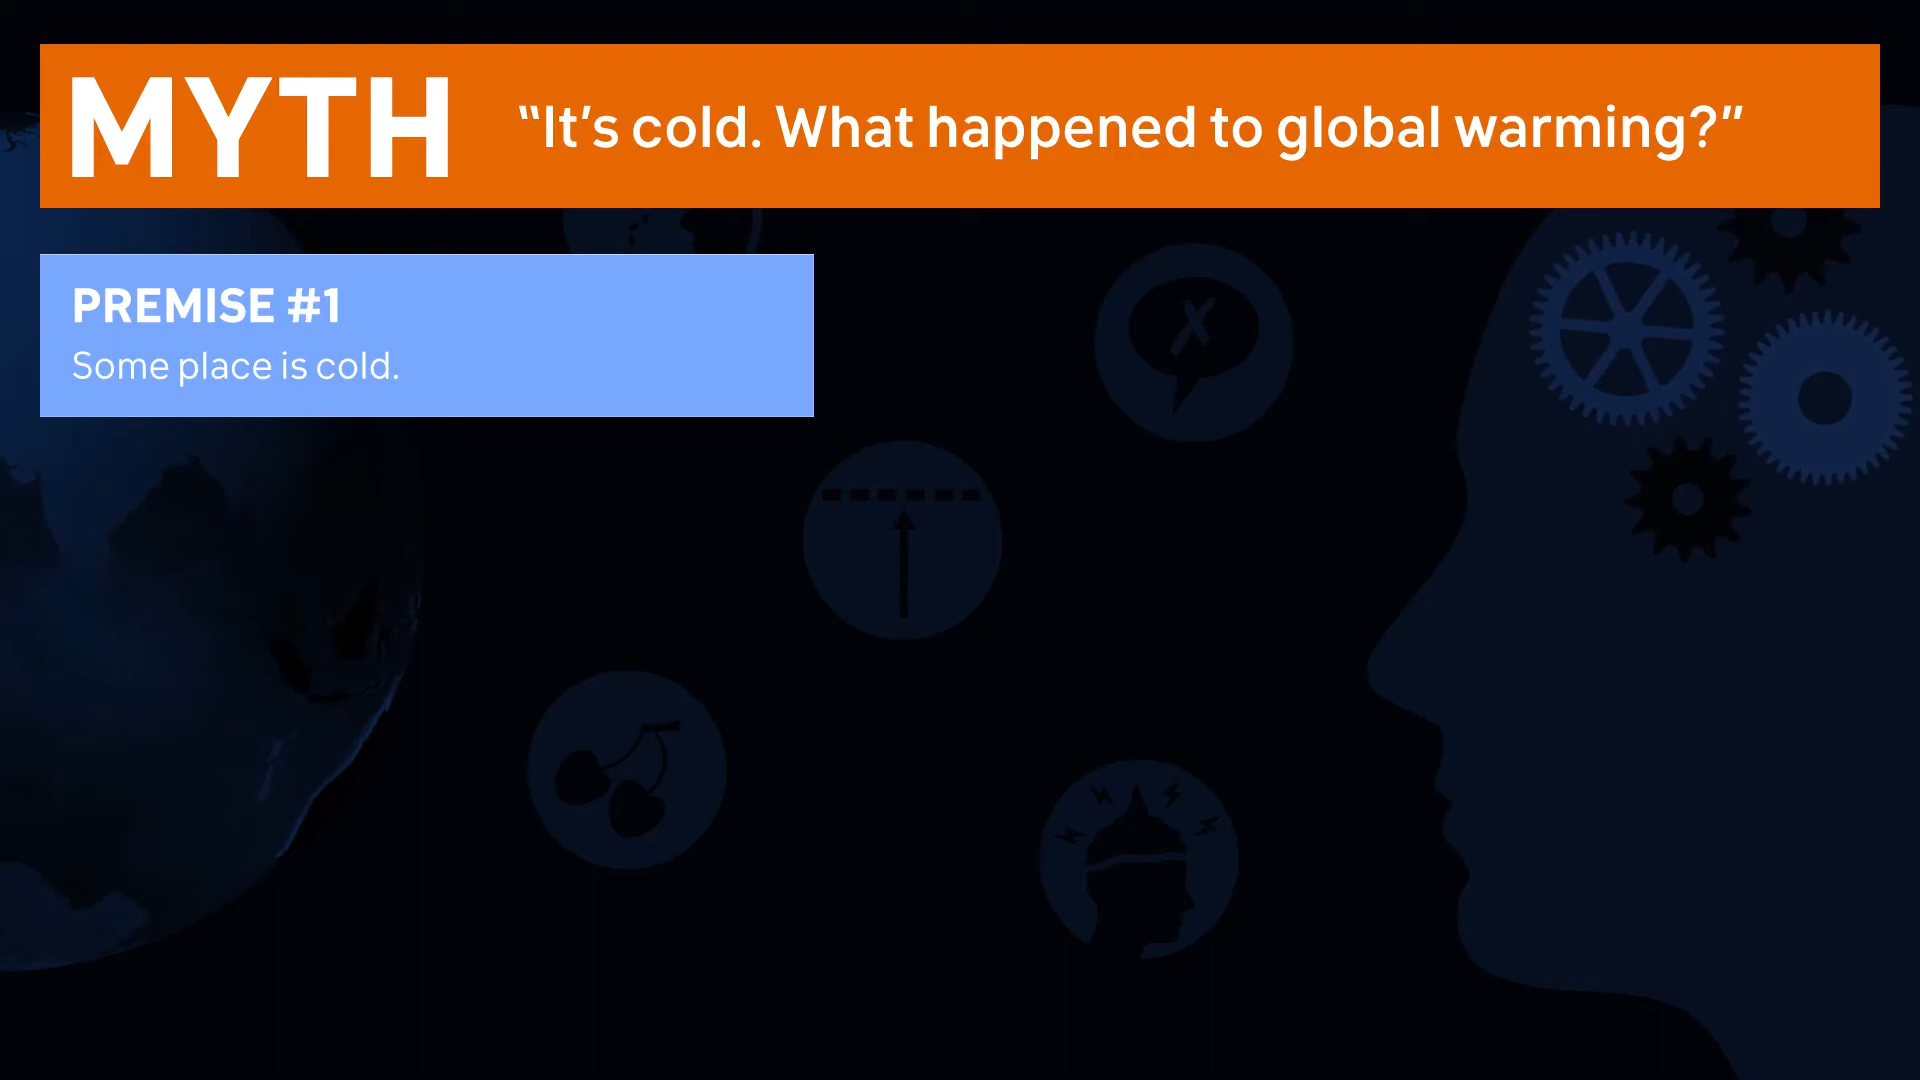 MYTH “It’s cold. What happened to global warming?”
PREMISE #1
Some place is cold.